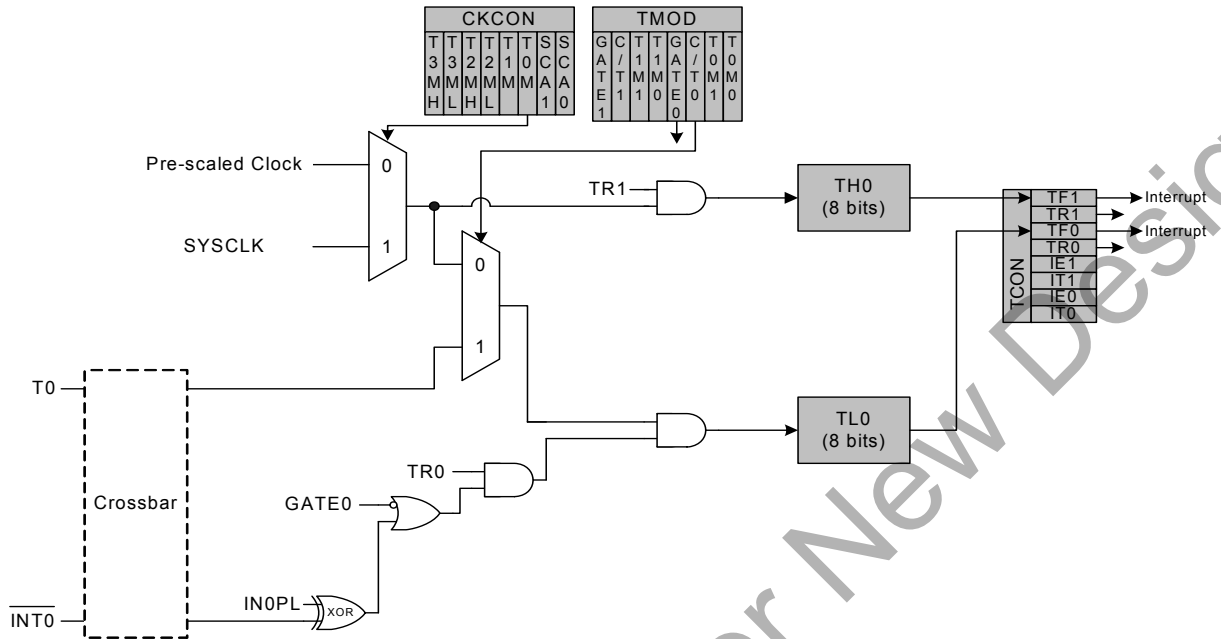 CKCON
T3MH
T3ML
T2MH
T2ML
T1M
T0M
SCA1
SCA0
TMOD
GATE1
C/T1
T1M1
T1M0
GATE0
C/T0
T0M1
T0M0
Pre-scaled Clock
0
SYSCLK
1
TR1
TH0
(8 bits)
TCON
TF1
TR1
TF0
TR0
IE1
IT1
IE0
IT0
Interrupt
Interrupt
0
1
T0
Crossbar
TL0
(8 bits)
TR0
GATE0
IN0PL
XOR
INT0
r New Desig